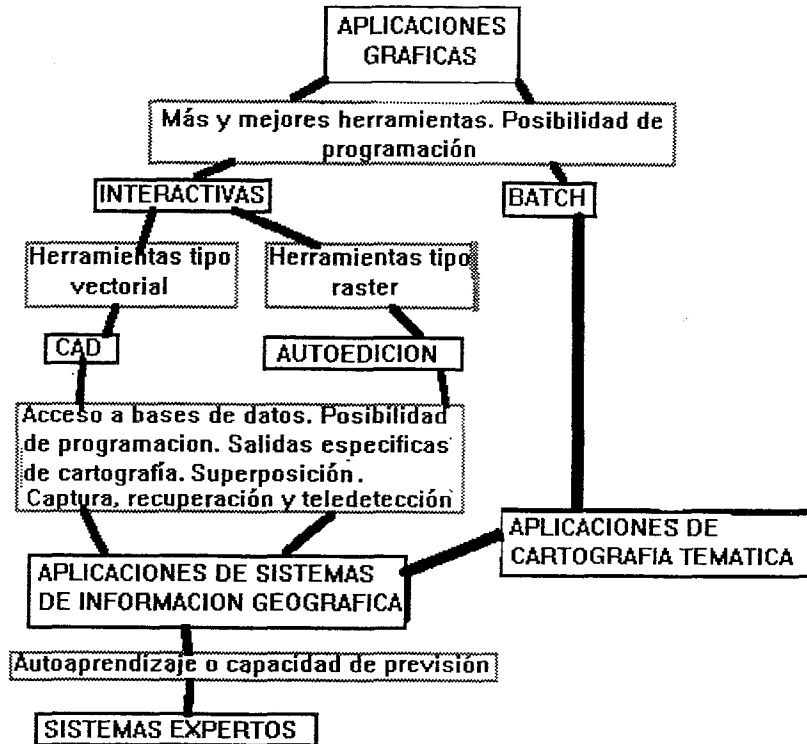 APLICACIONES
GRAFICAS
Más y mejores herramientas. Posibilidad de
programación
INTERACTIVAS
BATCH
Herramientas tipo
vectorial
Herramientas tipo
raster
CAD
AUTOEDICION
Acceso a bases de datos. Posibilidad
de programacion. Salidas especificas
de cartografía. Superposición.
Captura, recuperación y teledetección
APLICACIONES DE
CARTOGRAFIA TEMATICA
APLICACIONES DE SISTEMAS
DE INFORMACION GEOGRAFICA
Autoaprendizaje o capacidad de previsión
SISTEMAS EXPERTOS